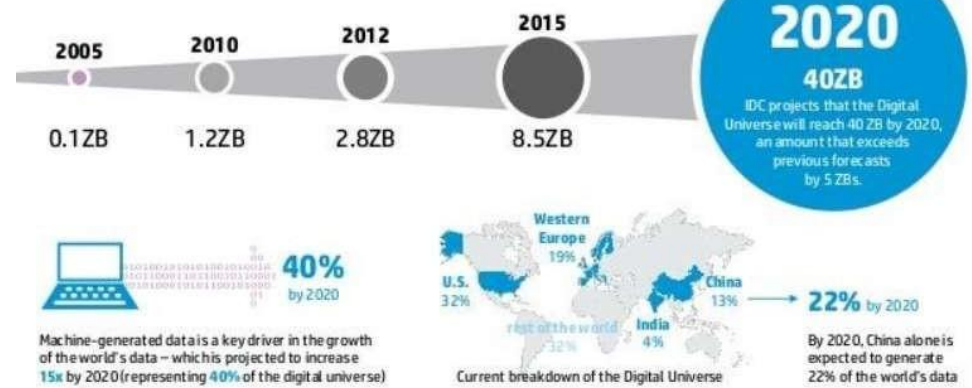 2005
2010
2012
2015
0.1ZB
1.2ZB
2.8ZB
8.5ZB
2020
40ZB
IDC projects that the Digital
Universe will reach 40 ZB by 2020,
an amount that exceeds
previous forecasts
by 5 ZBs.
40%
by 2020
Machine-generated data is a key driver in the growth
of the world's data – which is projected to increase
15x by 2020 (representing 40% of the digital universe)
Western
Europe
19%
U.S.
32%
China
13%
India
4%
rest of the world
32%
Current breakdown of the Digital Universe
22% by 2020
By 2020, China alone is
expected to generate
22% of the world's data